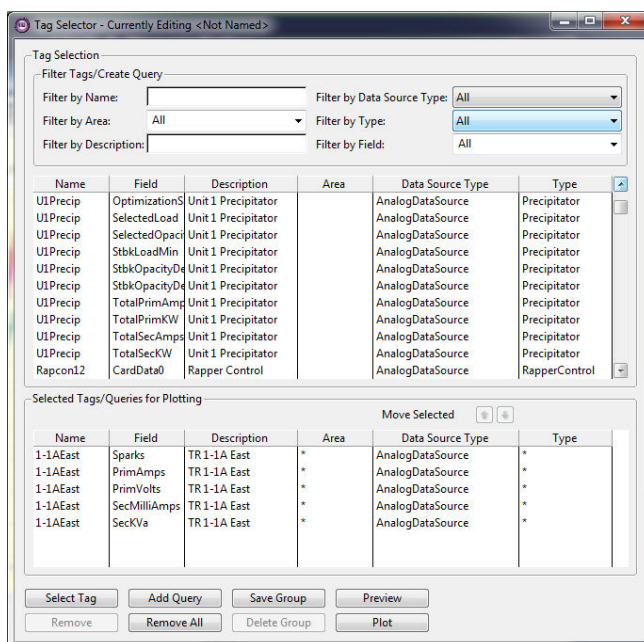 Tag Selector - Currently Editing <Not Named>
Tag Selection
Filter Tags/Create Query
Filter by Name: Filter by Data Source Type: All
Filter by Area: All Filter by Type: All
Filter by Description: Filter by Field: All
Name Field Description Area Data Source Type Type
U1Precip OptimizationS Unit 1 Precipitator AnalogDataSource Precipitator
U1Precip SelectedLoad Unit 1 Precipitator AnalogDataSource Precipitator
U1Precip SelectedOpaci Unit 1 Precipitator AnalogDataSource Precipitator
U1Precip StbkLoadMin Unit 1 Precipitator AnalogDataSource Precipitator
U1Precip StbkOpacityDe Unit 1 Precipitator AnalogDataSource Precipitator
U1Precip StbkOpacityDe Unit 1 Precipitator AnalogDataSource Precipitator
U1Precip TotalPrimAmp Unit 1 Precipitator AnalogDataSource Precipitator
U1Precip TotalPrimKW Unit 1 Precipitator AnalogDataSource Precipitator
U1Precip TotalSecAmps Unit 1 Precipitator AnalogDataSource Precipitator
U1Precip TotalSecKW Unit 1 Precipitator AnalogDataSource Precipitator
Rapcon12 CardData0 Rapper Control AnalogDataSource RapperControl
Selected Tags/Queries for Plotting
Move Selected
Name Field Description Area Data Source Type Type
1-1AEast Sparks TR 1-1A East * AnalogDataSource *
1-1AEast PrimAmps TR 1-1A East * AnalogDataSource *
1-1AEast PrimVolts TR 1-1A East * AnalogDataSource *
1-1AEast SecMilliAmps TR 1-1A East * AnalogDataSource *
1-1AEast SecKVa TR 1-1A East * AnalogDataSource *
Select Tag Add Query Save Group Preview
Remove Remove All Delete Group Plot